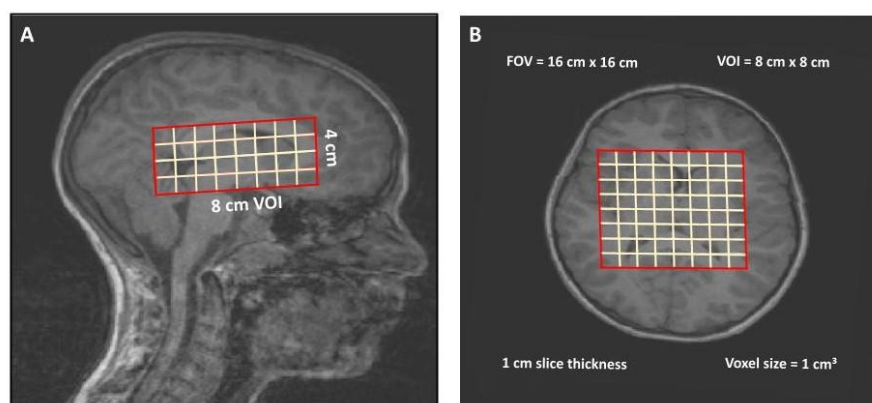 A
4 cm
8 cm VOI
B
FOV = 16 cm x 16 cm
VOI = 8 cm x 8 cm
1 cm slice thickness
Voxel size = 1 cm³